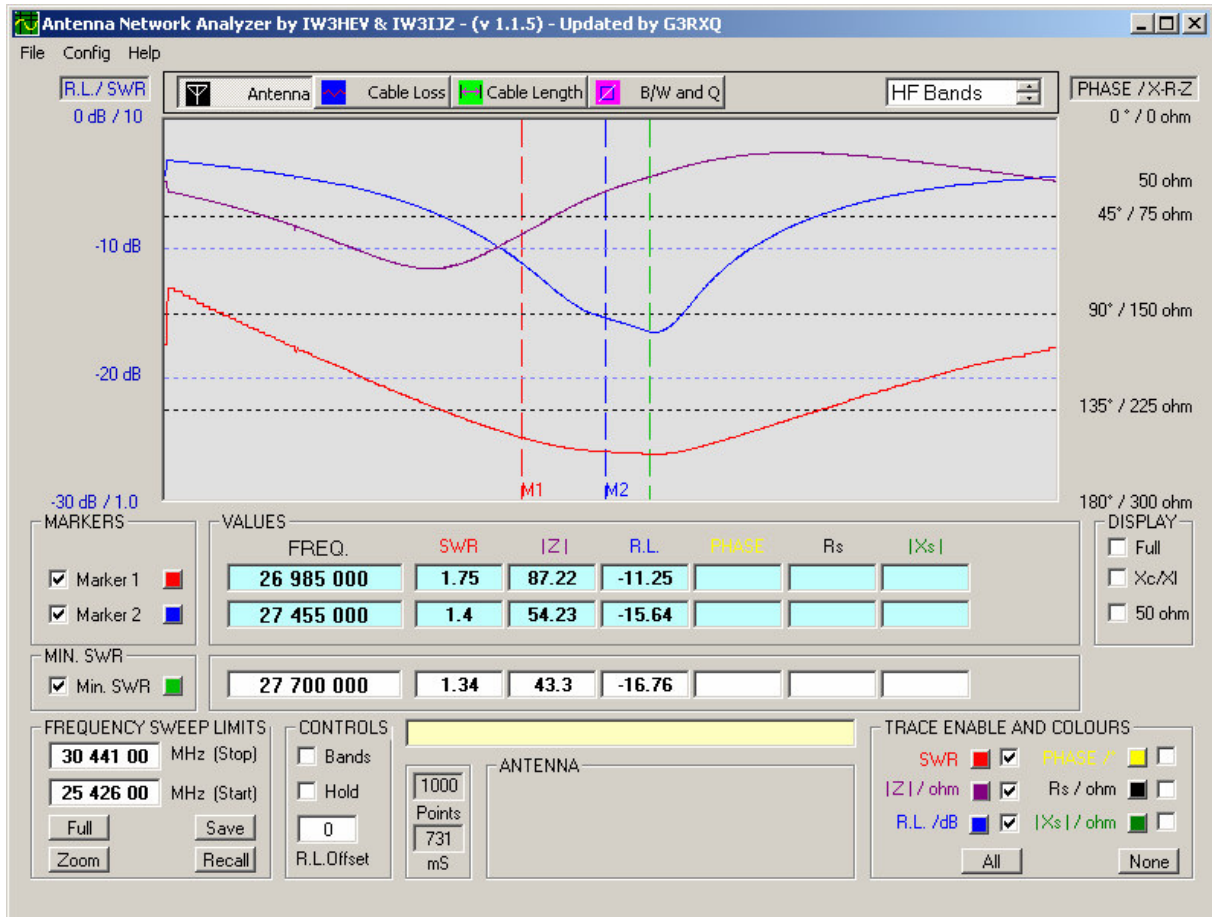 Antenna Network Analyzer by IW3HEV & IW3IJZ - (v 1.1.5) - Updated by G3RXQ
File Config Help
R.L./ SWR Antenna Cable Loss Cable Length B/W and Q HF Bands PHASE / X-R-Z
0 dB / 10 0 ° / 0 ohm
50 ohm
45° / 75 ohm
-10 dB
90° / 150 ohm
-20 dB
135° / 225 ohm
M1 M2
-30 dB / 1.0 180° / 300 ohm
MARKERS VALUES DISPLAY
FREQ. SWR |Z| R.L. PHASE Rs |Xs| Full
Marker 1 26 985 000 1.75 87.22 -11.25 Xc/Xl
Marker 2 27 455 000 1.4 54.23 -15.64 50 ohm
MIN. SWR
Min. SWR 27 700 000 1.34 43.3 -16.76
FREQUENCY SWEEP LIMITS CONTROLS TRACE ENABLE AND COLOURS
30 441 00 MHz (Stop) Bands ANTENNA SWR PHASE /°
25 426 00 MHz (Start) Hold 1000 |Z| / ohm Rs / ohm
Full Save 0 Points R.L. /dB |Xs| / ohm
Zoom Recall R.L.Offset 731 All None
mS